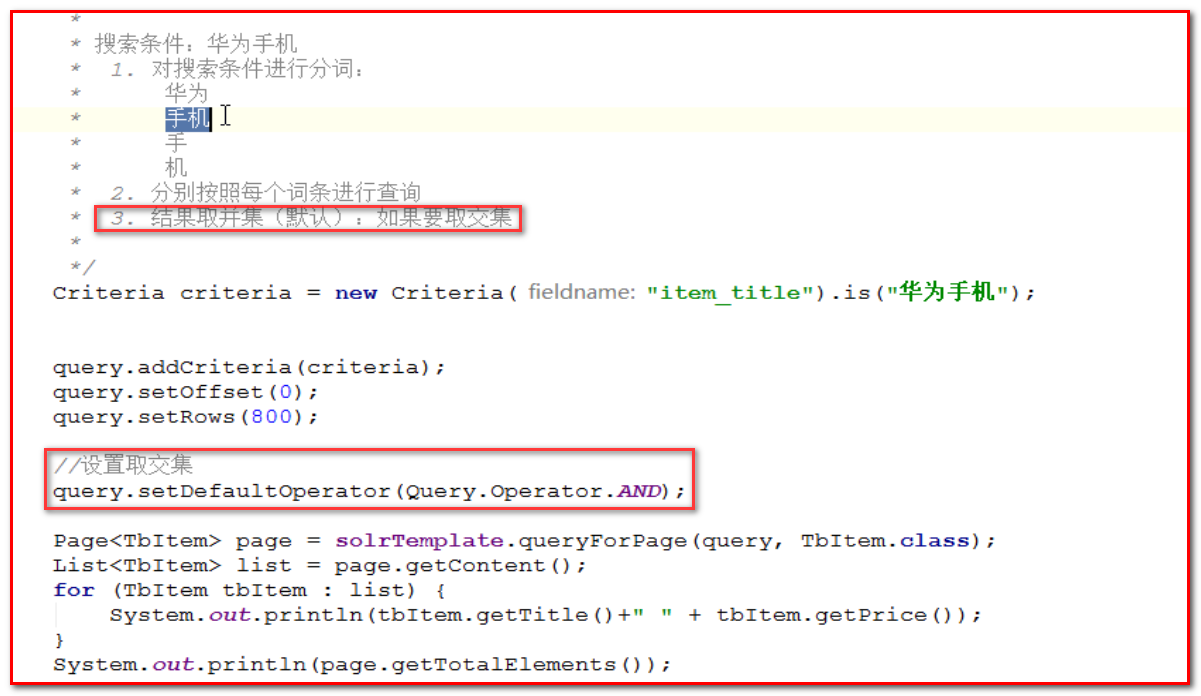 *
* 搜索条件：华为手机
* 1. 对搜索条件进行分词：
* 华为
* 手机
* 手
* 机
* 2. 分别按照每个词条进行查询
* 3. 结果取并集（默认）：如果要取交集
*
*/
Criteria criteria = new Criteria( fieldname: "item_title").is("华为手机");
query.addCriteria(criteria);
query.setOffset(0);
query.setRows(800);
//设置取交集
query.setDefaultOperator(Query.Operator.AND);
Page<TbItem> page = solrTemplate.queryForPage(query, TbItem.class);
List<TbItem> list = page.getContent();
for (TbItem tbItem : list) {
System.out.println(tbItem.getTitle()+" " + tbItem.getPrice());
}
System.out.println(page.getTotalElements());